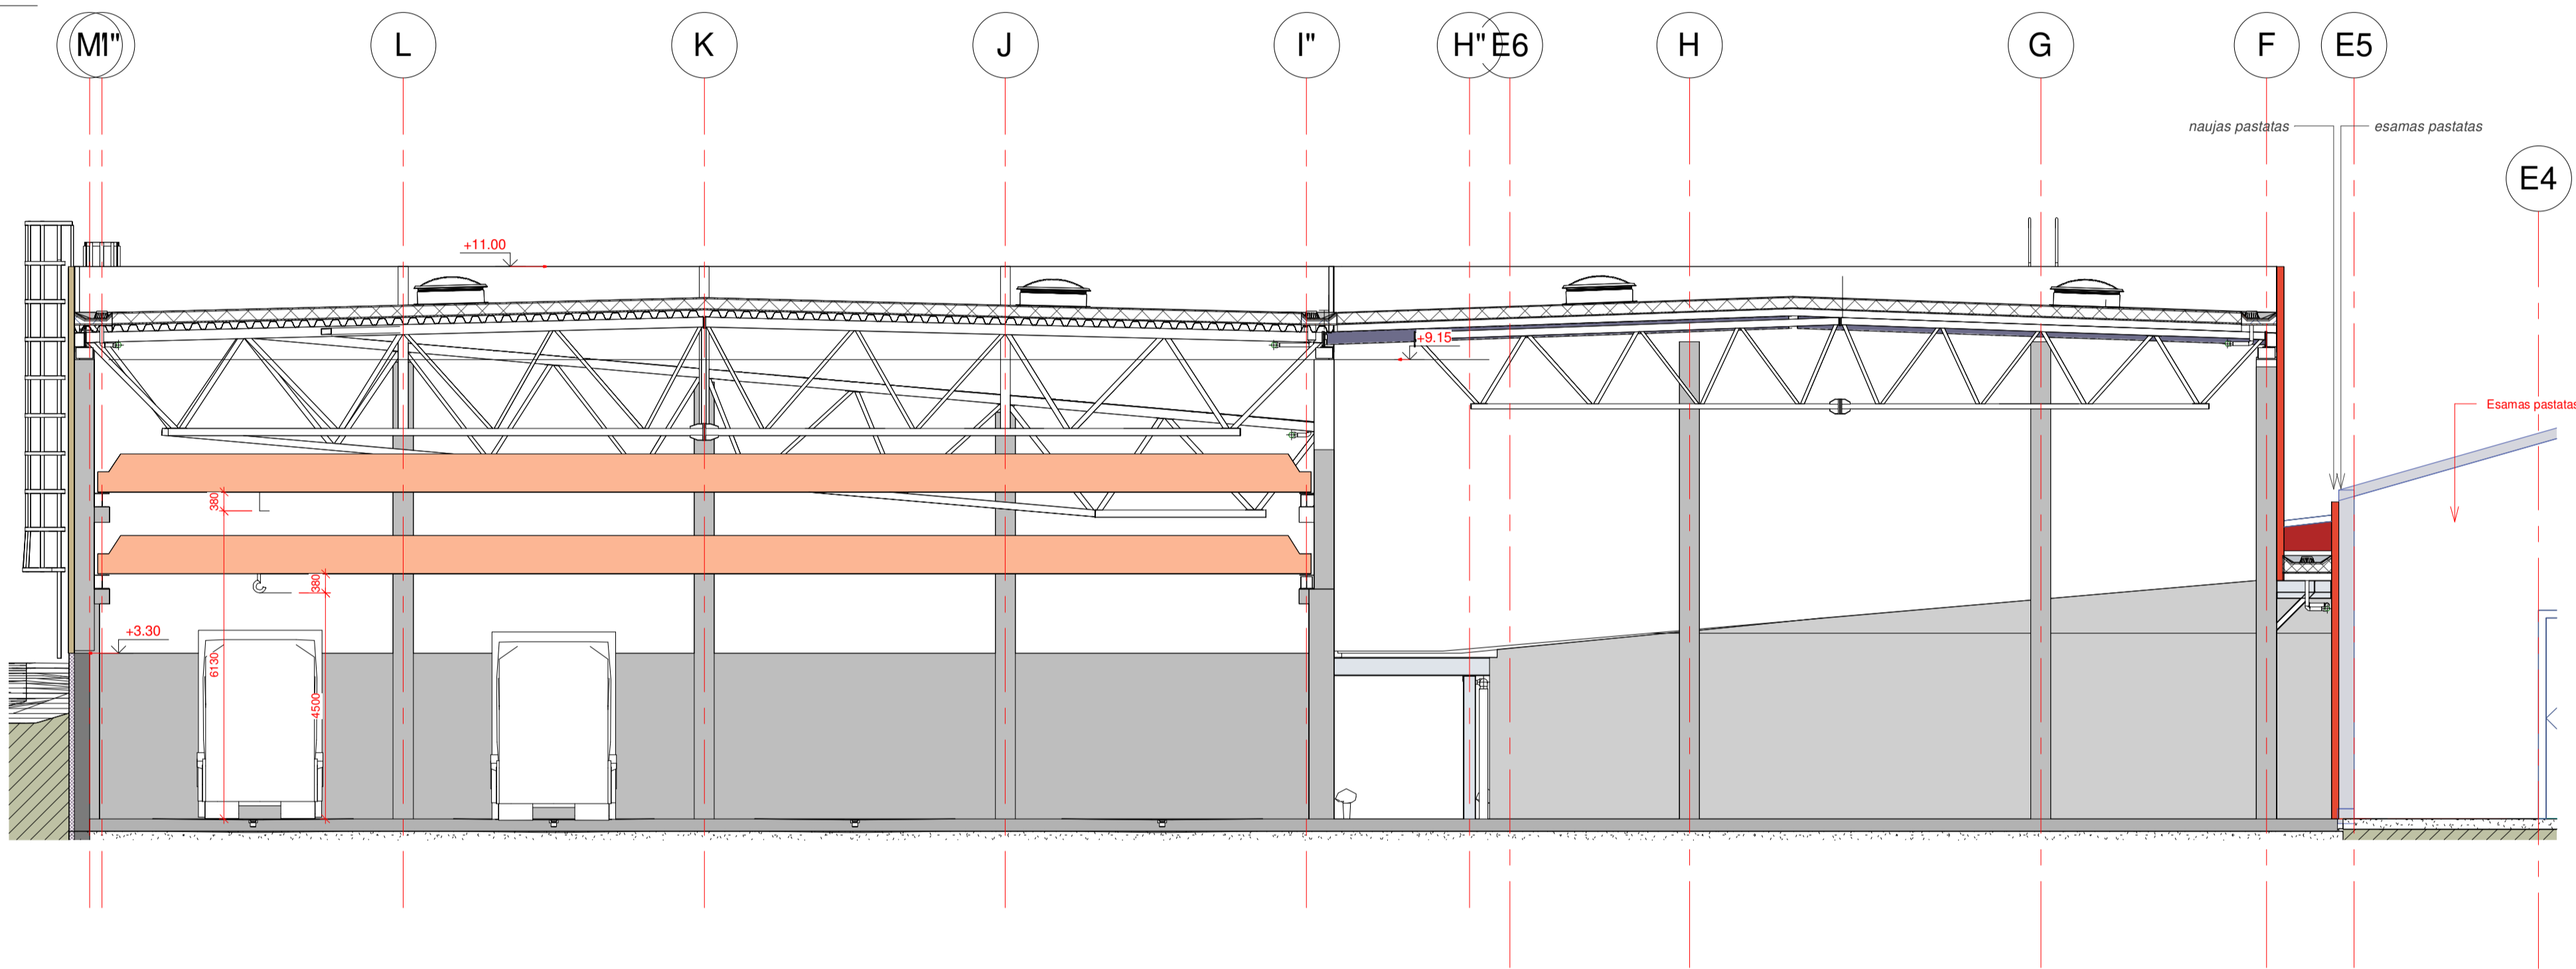 M1"
L
K
J
I"
H"
E6
H
G
F
E5
naujas pastatas
esamas pastatas
E4
+11.00
+9.15
Esamas pastatas
380
380
+3.30
6130
4500